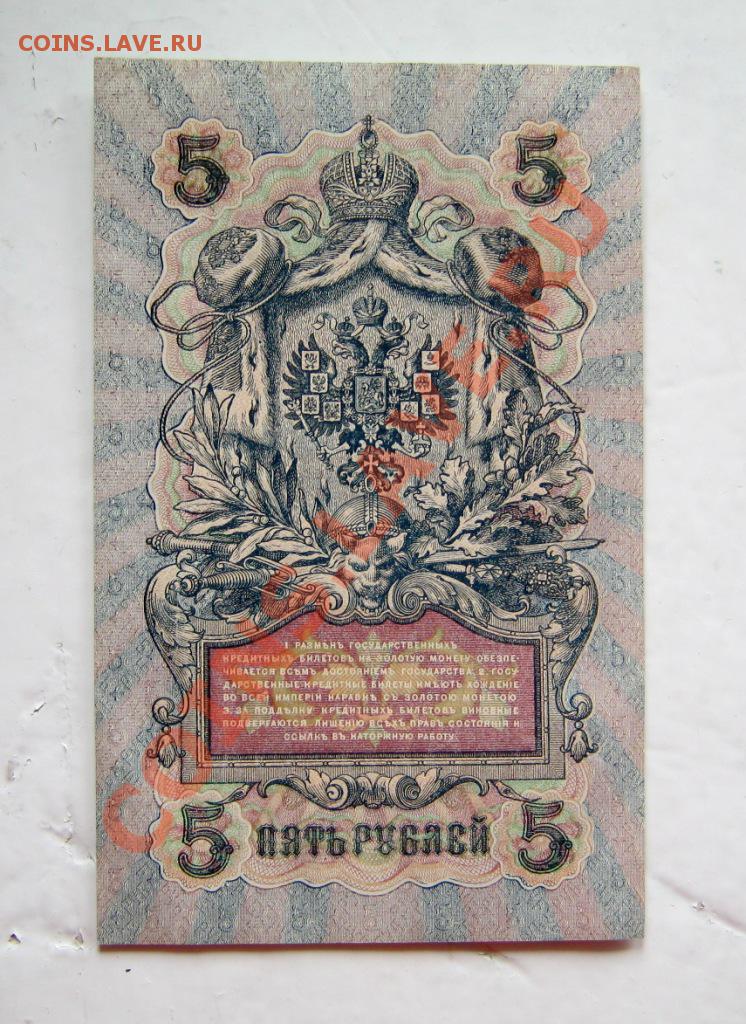 COINS.LAVE.RU
5 5
1. РАЗМѢНЪ ГОСУДАРСТВЕННЫХЪ
КРЕДИТНЫХЪ БИЛЕТОВЪ НА ЗОЛОТУЮ МОНЕТУ ОБЕЗПЕ-
ЧИВАЕТСЯ ВСѢМЪ ДОСТОЯНІЕМЪ ГОСУДАРСТВА. 2. ГОСУ-
ДАРСТВЕННЫЕ КРЕДИТНЫЕ БИЛЕТЫ ИМѢЮТЪ ХОЖДЕНІЕ
ВО ВСЕЙ ИМПЕРІИ НАРАВНѢ СЪ ЗОЛОТОЮ МОНЕТОЮ.
3. ЗА ПОДДѢЛКУ КРЕДИТНЫХЪ БИЛЕТОВЪ ВИНОВНЫЕ
ПОДВЕРГАЮТСЯ ЛИШЕНІЮ ВСѢХЪ ПРАВЪ СОСТОЯНІЯ И
ССЫЛКѢ ВЪ КАТОРЖНУЮ РАБОТУ.
5 ПЯТЬ РУБЛЕЙ 5